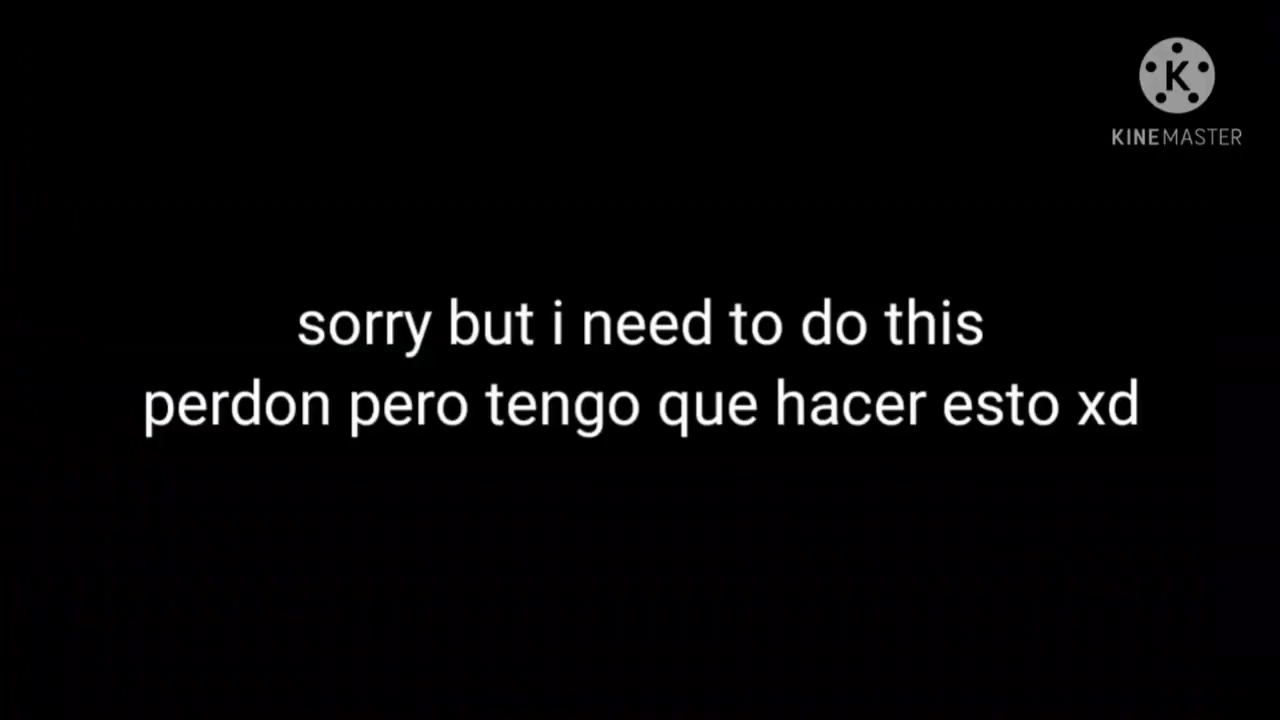 K
KINEMASTER
sorry but i need to do this
perdon pero tengo que hacer esto xd